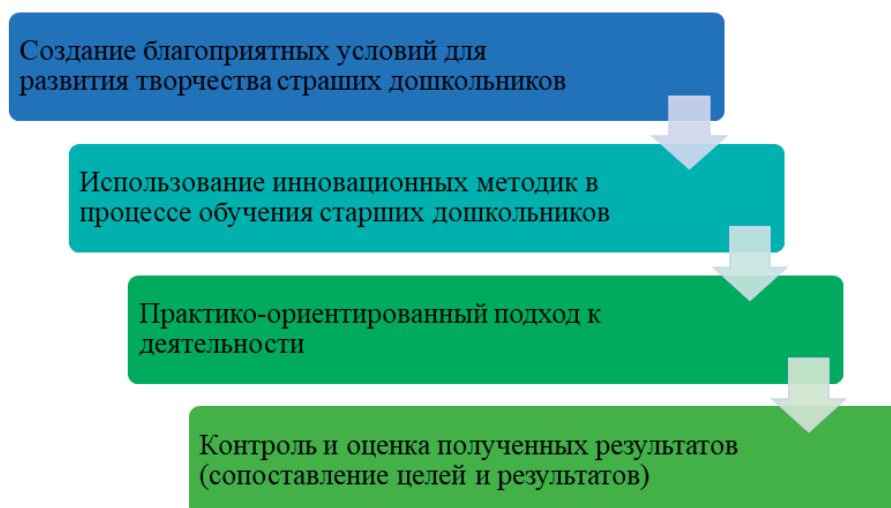 Создание благоприятных условий для
развития творчества страших дошкольников
Использование инновационных методик в
процессе обучения старших дошкольников
Практико-ориентированный подход к
деятельности
Контроль и оценка полученных результатов
(сопоставление целей и результатов)